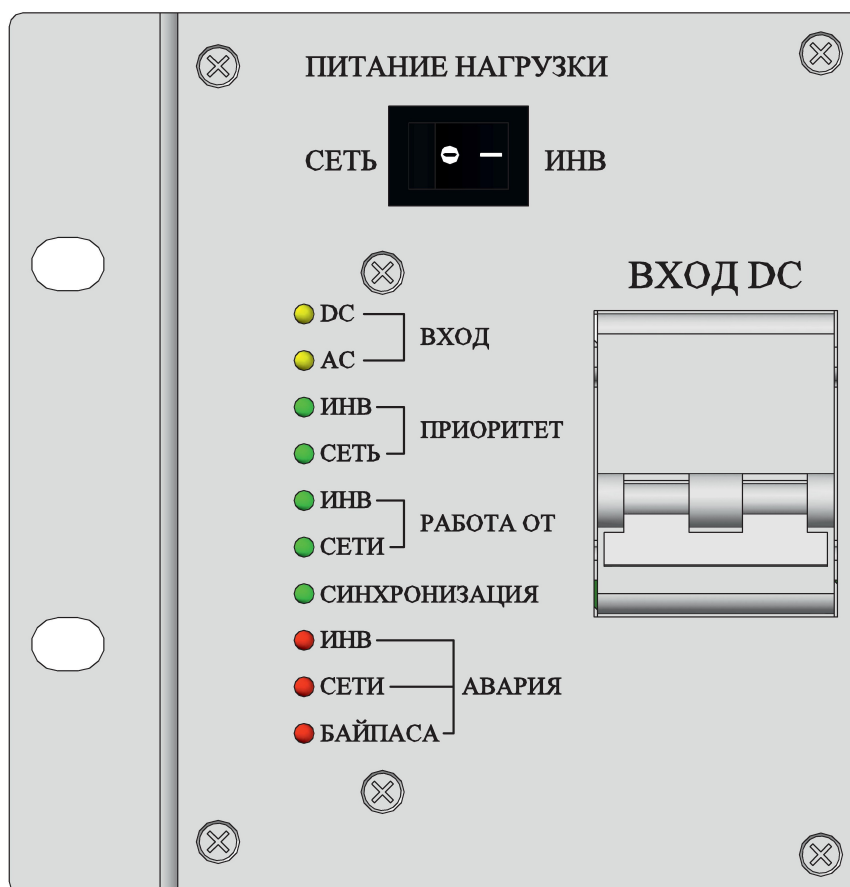 ПИТАНИЕ НАГРУЗКИ
СЕТЬ
ИНВ
ВХОД DC
DC
AC
ВХОД
ИНВ
СЕТЬ
ПРИОРИТЕТ
ИНВ
СЕТИ
РАБОТА ОТ
СИНХРОНИЗАЦИЯ
ИНВ
СЕТИ
БАЙПАСА
АВАРИЯ